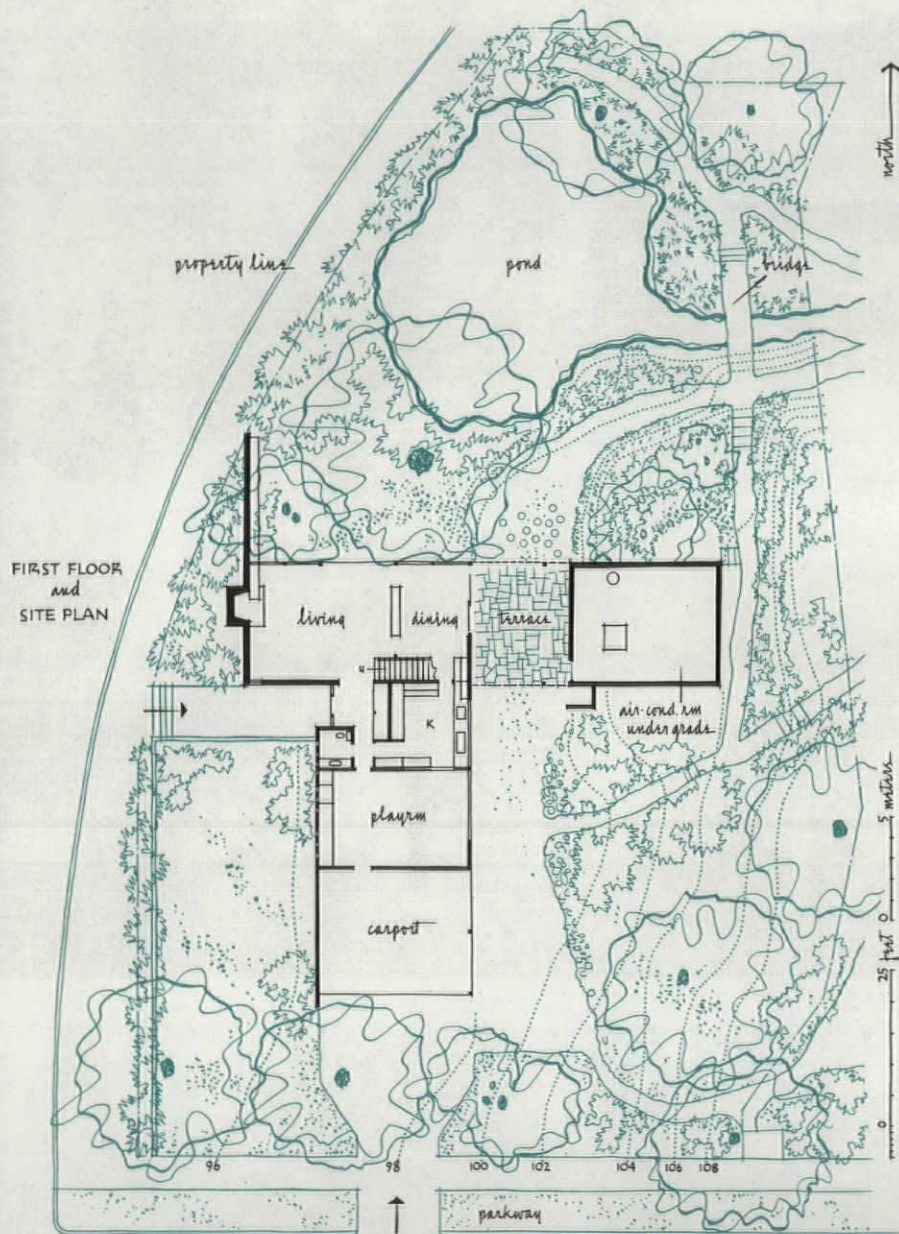 north
property line
pond
bridge
FIRST FLOOR
and
SITE PLAN
living
dining
terrace
u
K
air-cond. rm
under grade
playrm
carport
5 meters
0
25 feet
0
96
98
100
102
104
106
108
parkway